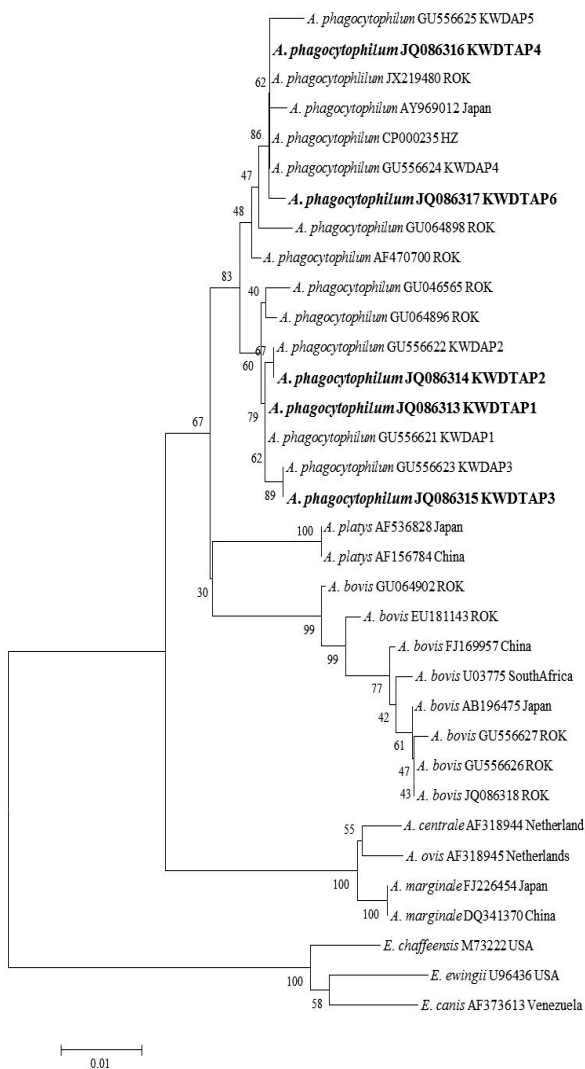 A. phagocytophilum GU556625 KWDAP5
A. phagocytophilum JQ086316 KWDTAP4
62
A. phagocytophlilum JX219480 ROK
A. phagocytophilum AY969012 Japan
86
A. phagocytophilum CP000235 HZ
A. phagocytophilum GU556624 KWDAP4
47
A. phagocytophilum JQ086317 KWDTAP6
48
A. phagocytophilum GU064898 ROK
A. phagocytophilum AF470700 ROK
83
40
A. phagocytophilum GU046565 ROK
A. phagocytophilum GU064896 ROK
67
A. phagocytophilum GU556622 KWDAP2
60
A. phagocytophilum JQ086314 KWDTAP2
A. phagocytophilum JQ086313 KWDTAP1
79
67
A. phagocytophilum GU556621 KWDAP1
62
A. phagocytophilum GU556623 KWDAP3
89
A. phagocytophilum JQ086315 KWDTAP3
100
A. platys AF536828 Japan
A. platys AF156784 China
30
A. bovis GU064902 ROK
99
A. bovis EU181143 ROK
99
A. bovis FJ169957 China
77
A. bovis U03775 SouthAfrica
42
A. bovis AB196475 Japan
61
A. bovis GU556627 ROK
47
A. bovis GU556626 ROK
43
A. bovis JQ086318 ROK
55
A. centrale AF318944 Netherland
A. ovis AF318945 Netherlands
100
A. marginale FJ226454 Japan
100
A. marginale DQ341370 China
E. chaffeensis M73222 USA
100
E. ewingii U96436 USA
58
E. canis AF373613 Venezuela
0.01